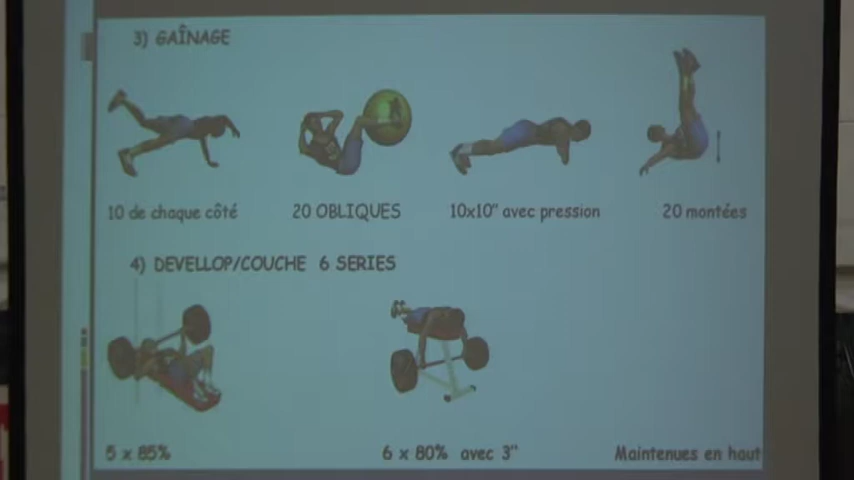 3) GAÎNAGE
10 de chaque côté
20 OBLIQUES
10x10" avec pression
20 montées
4) DEVELLOP/COUCHE 6 SERIES
5 x 85%
6 x 80% avec 3"
Maintenues en haut